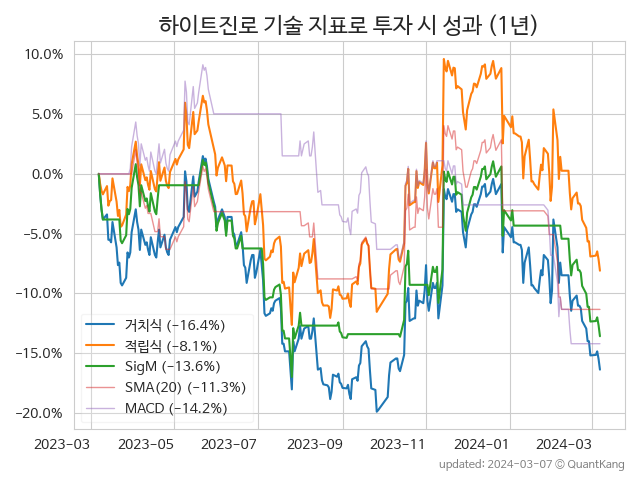 하이트진로 기술 지표로 투자 시 성과 (1년)
10.0%
5.0%
0.0%
−5.0%
−10.0%
−15.0%
−20.0%
거치식 (−16.4%)
적립식 (−8.1%)
SigM (−13.6%)
SMA(20) (−11.3%)
MACD (−14.2%)
2023−03 2023−05 2023−07 2023−09 2023−11 2024−01 2024−03
updated: 2024−03−07 © QuantKang